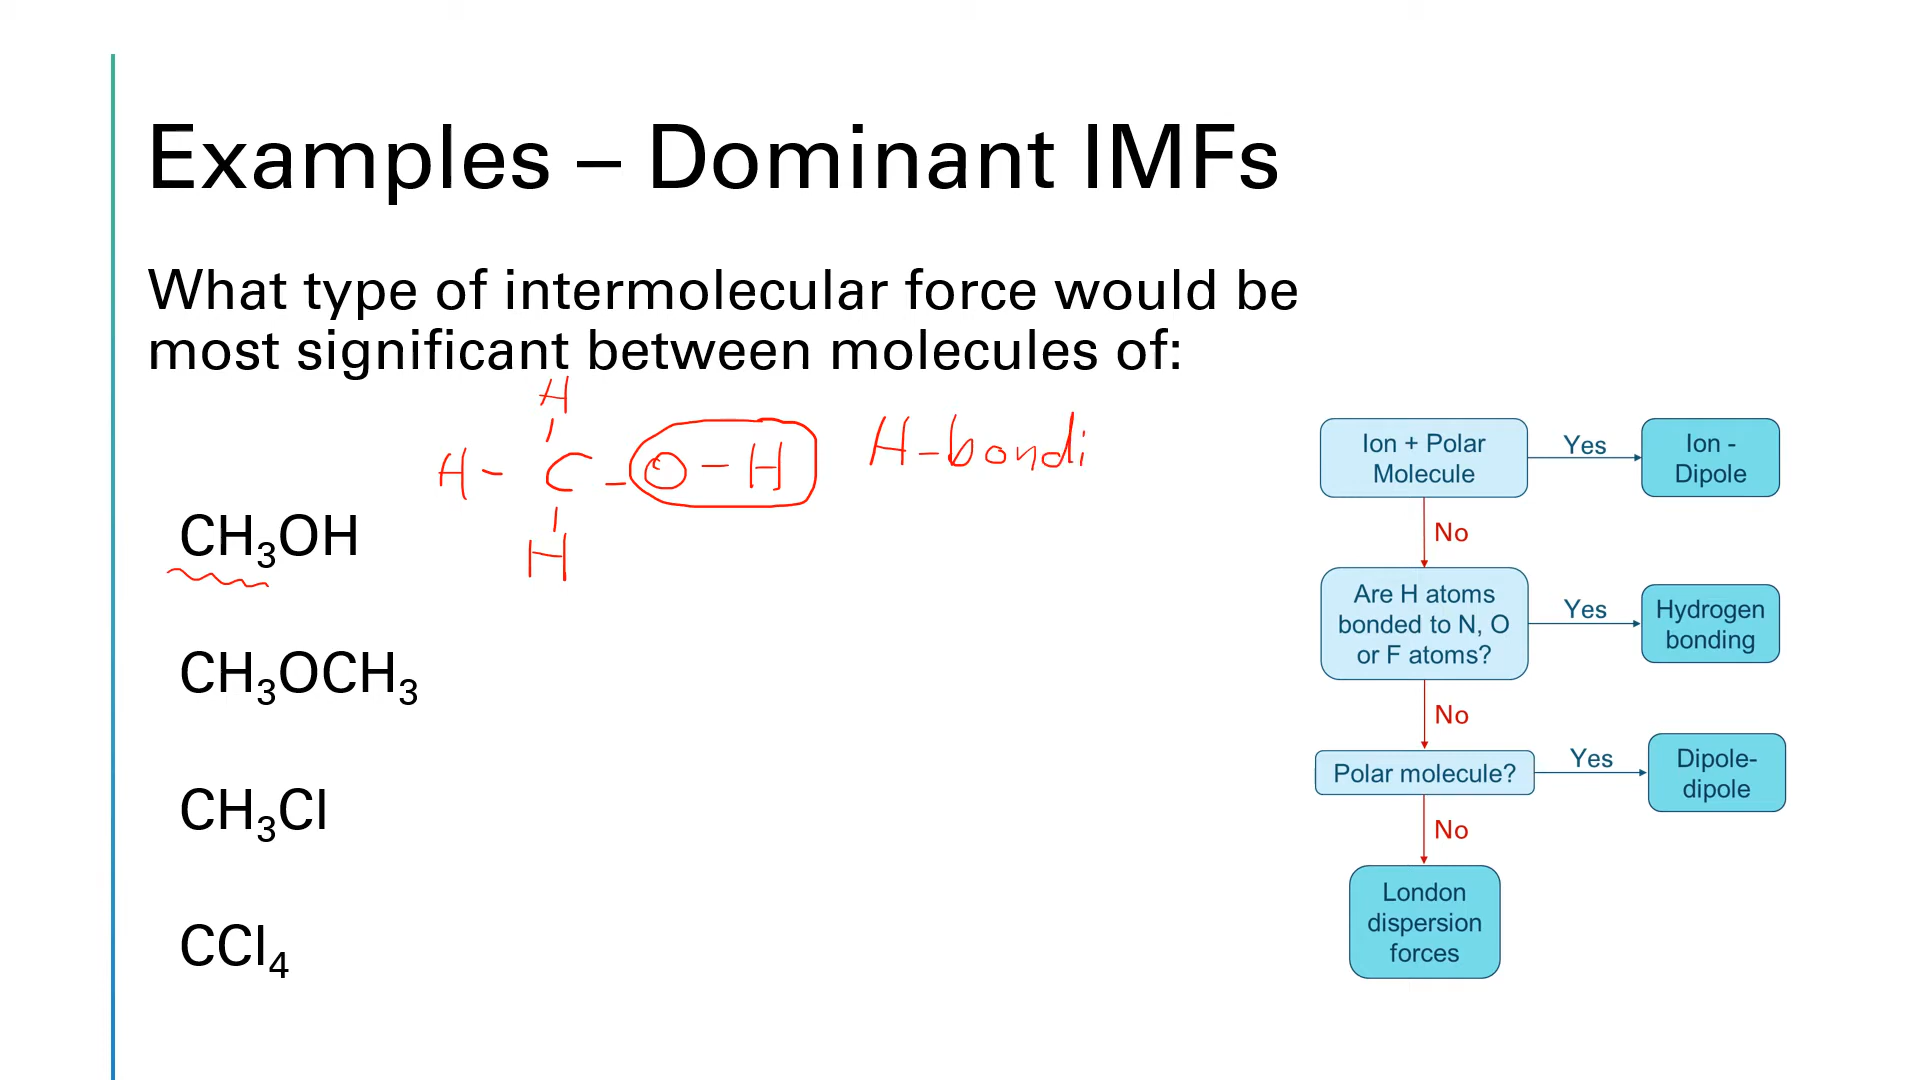 Examples – Dominant IMFs
What type of intermolecular force would be
most significant between molecules of:
H
H - C - O - H H-bondi
H
CH₃OH
CH₃OCH₃
CH₃Cl
CCl₄
Ion + Polar
Molecule
Yes
Ion -
Dipole
No
Are H atoms
bonded to N, O
or F atoms?
Yes
Hydrogen
bonding
No
Polar molecule?
Yes
Dipole-
dipole
No
London
dispersion
forces